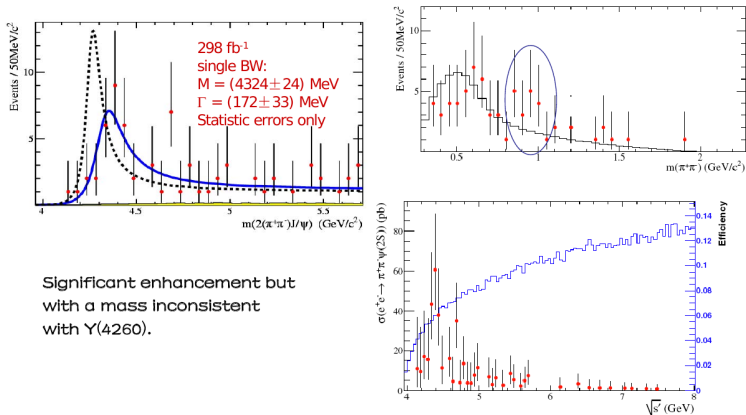 298 fb⁻¹
single BW:
M = (4324±24) MeV
Γ = (172±33) MeV
Statistic errors only
Events / 50MeV/c²
10
5
4
4.5
5
5.5
m(2(π⁺π⁻)J/ψ) (GeV/c²)
Events / 50MeV/c²
10
5
0.5
1
1.5
2
m(π⁺π⁻) (GeV/c²)
Significant enhancement but
with a mass inconsistent
with Y(4260).
σ(e⁺e⁻→ π⁺π⁻ψ(2S)) (pb)
80
60
40
20
0
4
5
6
7
8
√s′ (GeV)
Efficiency
0.14
0.12
0.10
0.08
0.06
0.04
0.02
0